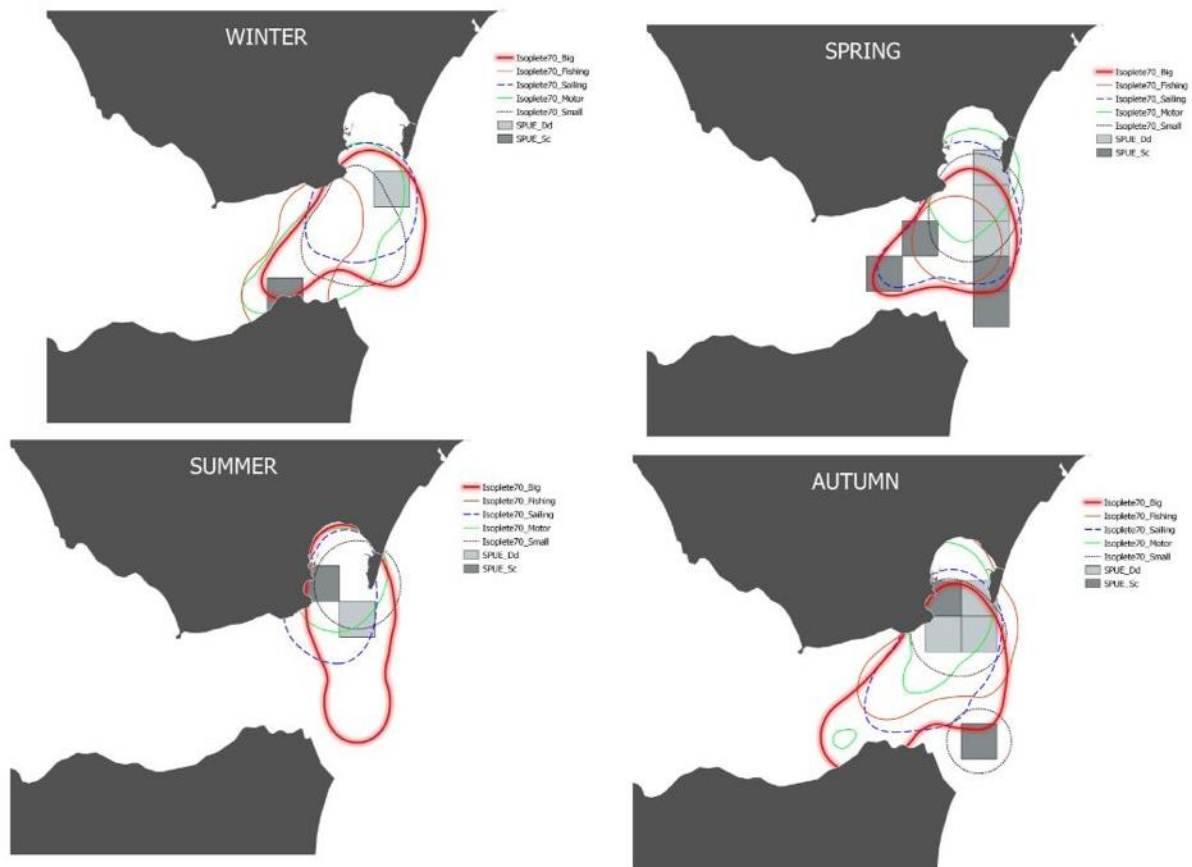 WINTER
Isoplete70_Big
Isoplete70_Fishing
Isoplete70_Sailing
Isoplete70_Motor
Isoplete70_Small
SPUE_Dd
SPUE_Sc
SPRING
Isoplete70_Big
Isoplete70_Fishing
Isoplete70_Sailing
Isoplete70_Motor
Isoplete70_Small
SPUE_Dd
SPUE_Sc
SUMMER
Isoplete70_Big
Isoplete70_Fishing
Isoplete70_Sailing
Isoplete70_Motor
Isoplete70_Small
SPUE_Dd
SPUE_Sc
AUTUMN
Isoplete70_Big
Isoplete70_Fishing
Isoplete70_Sailing
Isoplete70_Motor
Isoplete70_Small
SPUE_Dd
SPUE_Sc